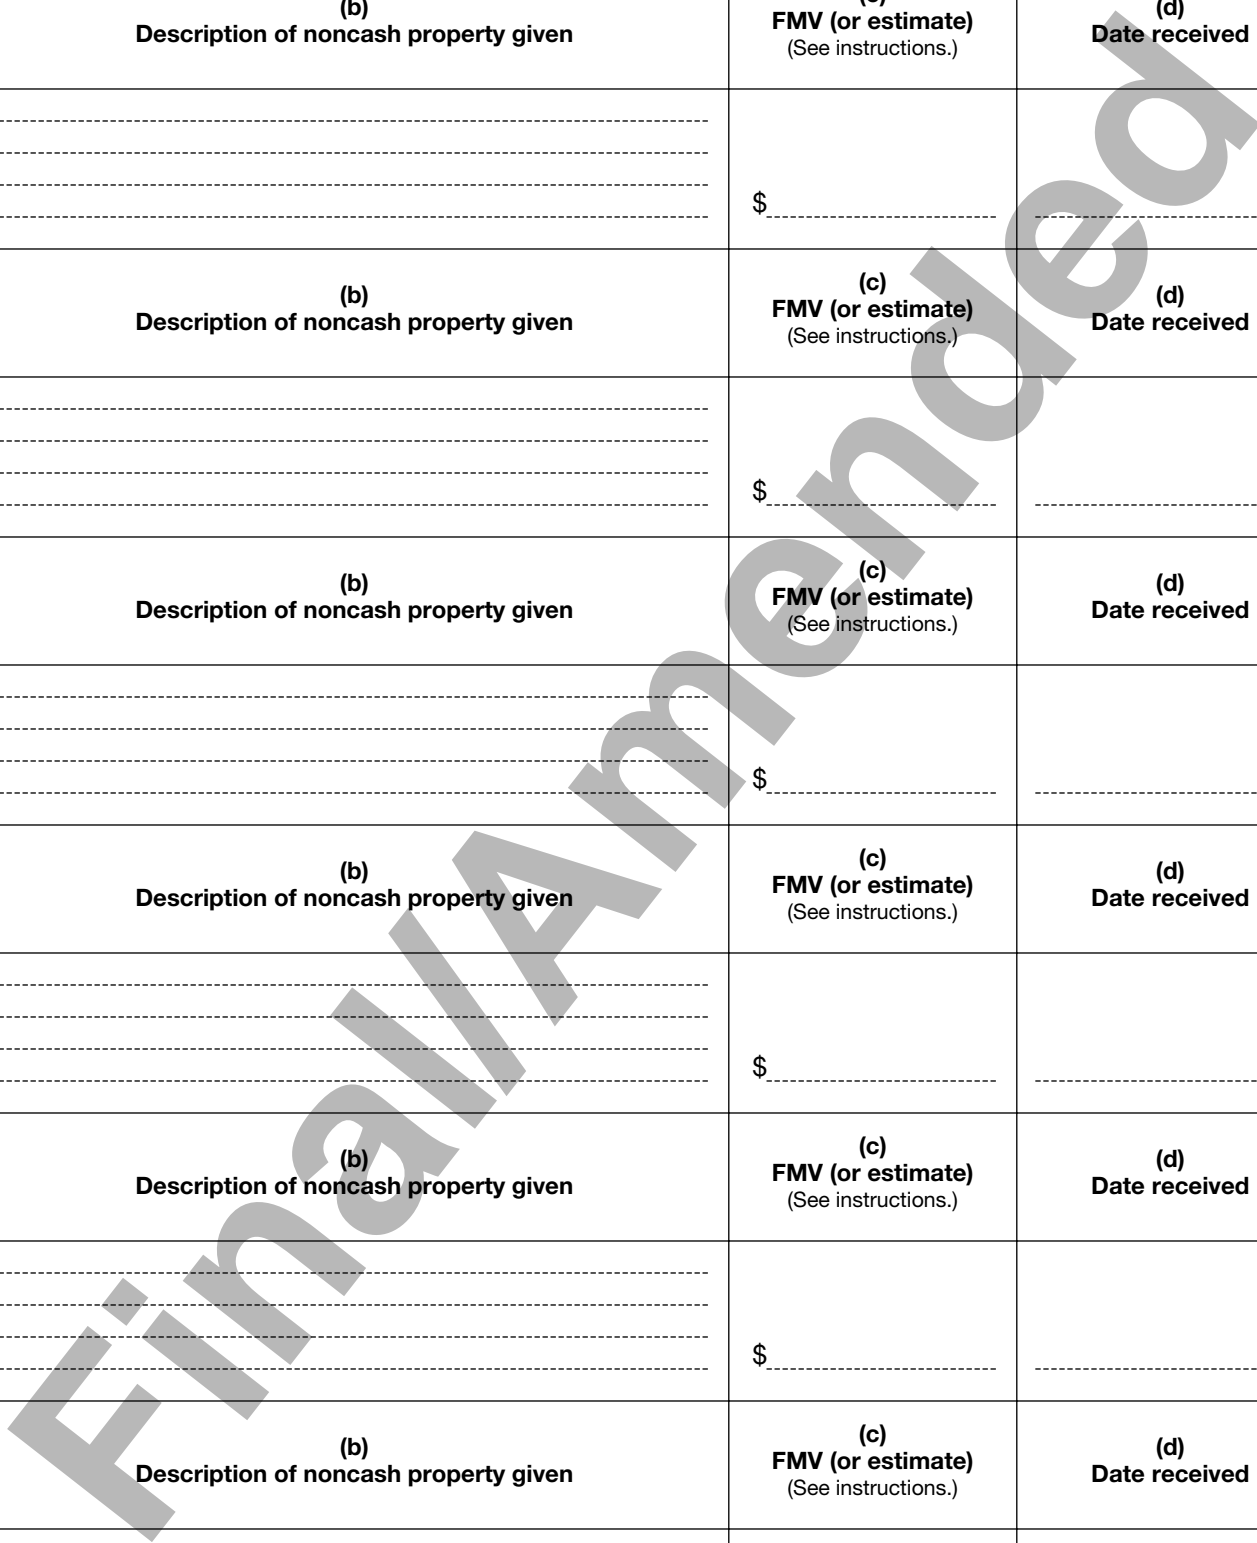 (b)
Description of noncash property given
FMV (or estimate)
(See instructions.)
(d)
Date received
$
(b)
Description of noncash property given
(c)
FMV (or estimate)
(See instructions.)
(d)
Date received
$
(b)
Description of noncash property given
(c)
FMV (or estimate)
(See instructions.)
(d)
Date received
$
(b)
Description of noncash property given
(c)
FMV (or estimate)
(See instructions.)
(d)
Date received
$
(b)
Description of noncash property given
(c)
FMV (or estimate)
(See instructions.)
(d)
Date received
$
(b)
Description of noncash property given
(c)
FMV (or estimate)
(See instructions.)
(d)
Date received
Final/Amended